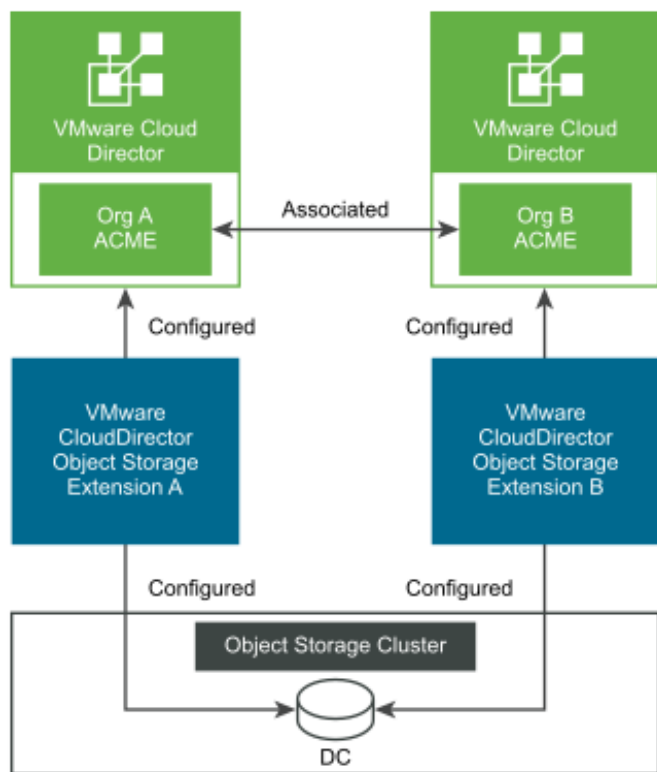 VMware Cloud
Director
VMware Cloud
Director
Org A
ACME
Associated
Org B
ACME
Configured
Configured
VMware
CloudDirector
Object Storage
Extension A
VMware
CloudDirector
Object Storage
Extension B
Configured
Configured
Object Storage Cluster
DC